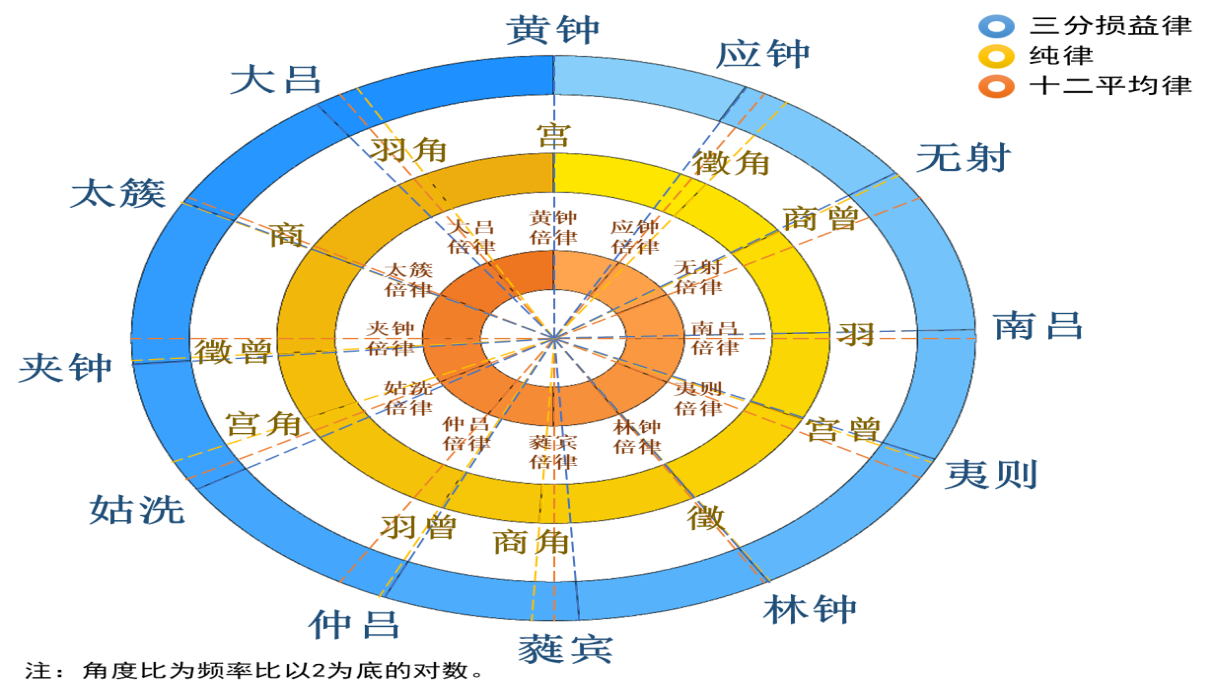 三分损益律
纯律
十二平均律
黄钟
应钟
无射
南吕
夷则
林钟
蕤宾
仲吕
姑洗
夹钟
太簇
大吕
宫
徵角
商曾
羽
宫曾
徵
商角
羽曾
宫角
徵曾
商
羽角
黄钟
倍律
应钟
倍律
无射
倍律
南吕
倍律
夷则
倍律
林钟
倍律
蕤宾
倍律
仲吕
倍律
姑洗
倍律
夹钟
倍律
太簇
倍律
大吕
倍律
注：角度比为频率比以2为底的对数。